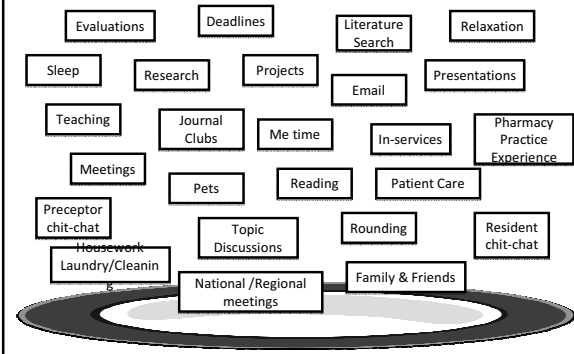 Evaluations
Deadlines
Literature
Search
Relaxation
Sleep
Research
Projects
Email
Presentations
Teaching
Journal
Clubs
Me time
In-services
Pharmacy
Practice
Experience
Meetings
Pets
Reading
Patient Care
Preceptor
chit-chat
Topic
Discussions
Rounding
Resident
chit-chat
Housework
Laundry/Cleanin
g
National /Regional
meetings
Family & Friends